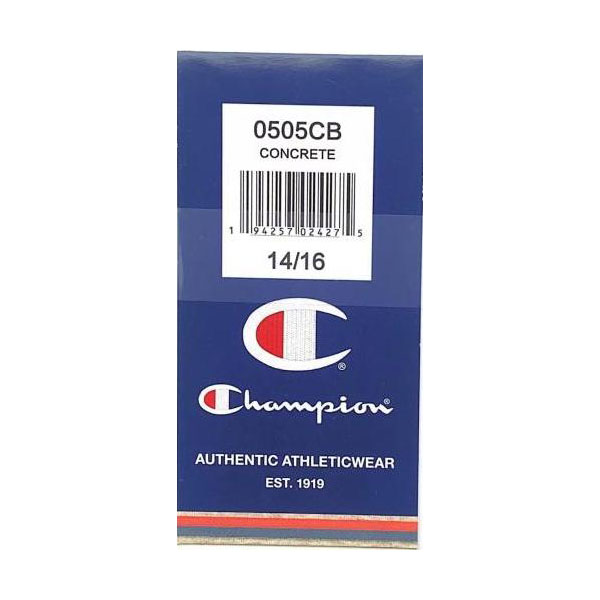 0505CB
CONCRETE
1 94257 02427 5
14/16
C
®
Champion®
AUTHENTIC ATHLETICWEAR
EST. 1919